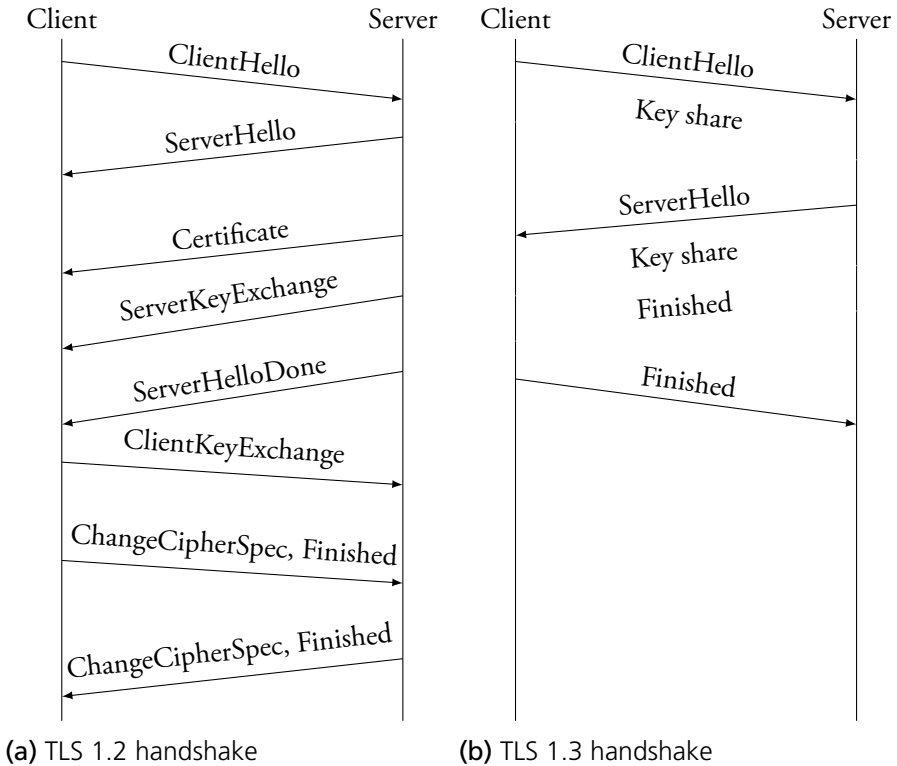 Client
Server
ClientHello
ServerHello
Certificate
ServerKeyExchange
ServerHelloDone
ClientKeyExchange
ChangeCipherSpec, Finished
ChangeCipherSpec, Finished
(a) TLS 1.2 handshake
Client
Server
ClientHello
Key share
ServerHello
Key share
Finished
Finished
(b) TLS 1.3 handshake